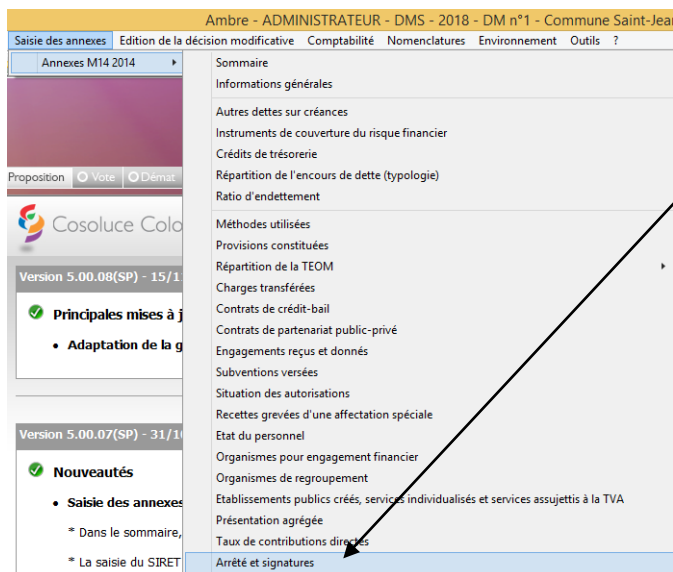 Ambre - ADMINISTRATEUR - DMS - 2018 - DM n°1 - Commune Saint-Jean
Saisie des annexes Edition de la décision modificative Comptabilité Nomenclatures Environnement Outils ?
Annexes M14 2014
Sommaire
Informations générales
Autres dettes sur créances
Instruments de couverture du risque financier
Crédits de trésorerie
Répartition de l'encours de dette (typologie)
Ratio d'endettement
Méthodes utilisées
Provisions constituées
Répartition de la TEOM
Charges transférées
Contrats de crédit-bail
Contrats de partenariat public-privé
Engagements reçus et donnés
Subventions versées
Situation des autorisations
Recettes grevées d'une affectation spéciale
Etat du personnel
Organismes pour engagement financier
Organismes de regroupement
Etablissements publics créés, services individualisés et services assujettis à la TVA
Présentation agrégée
Taux de contributions directes
Arrêté et signatures
Proposition Vote Démat
Cosoluce Colo
Version 5.00.08(SP) - 15/1
Principales mises à j
• Adaptation de la g
Version 5.00.07(SP) - 31/1
Nouveautés
• Saisie des annexes
* Dans le sommaire,
* La saisie du SIRET